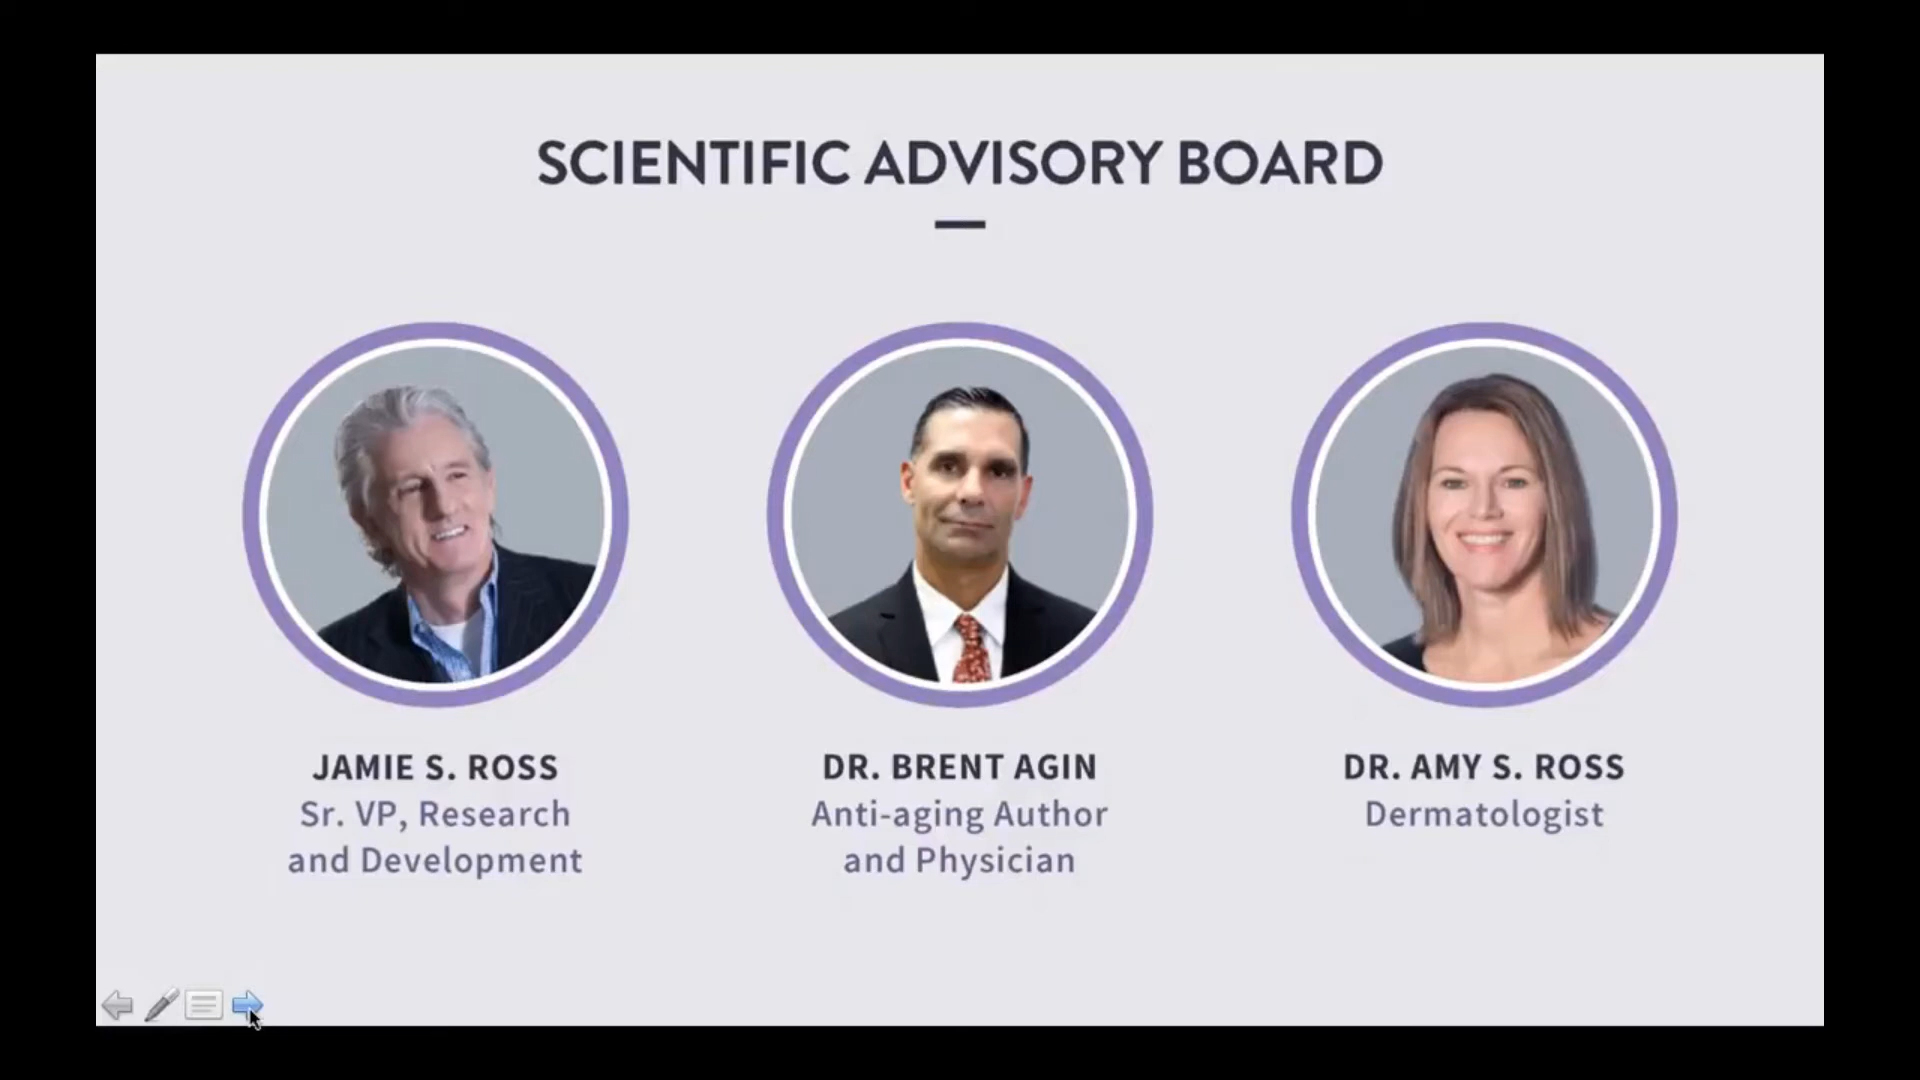 SCIENTIFIC ADVISORY BOARD
JAMIE S. ROSS
Sr. VP, Research
and Development
DR. BRENT AGIN
Anti-aging Author
and Physician
DR. AMY S. ROSS
Dermatologist